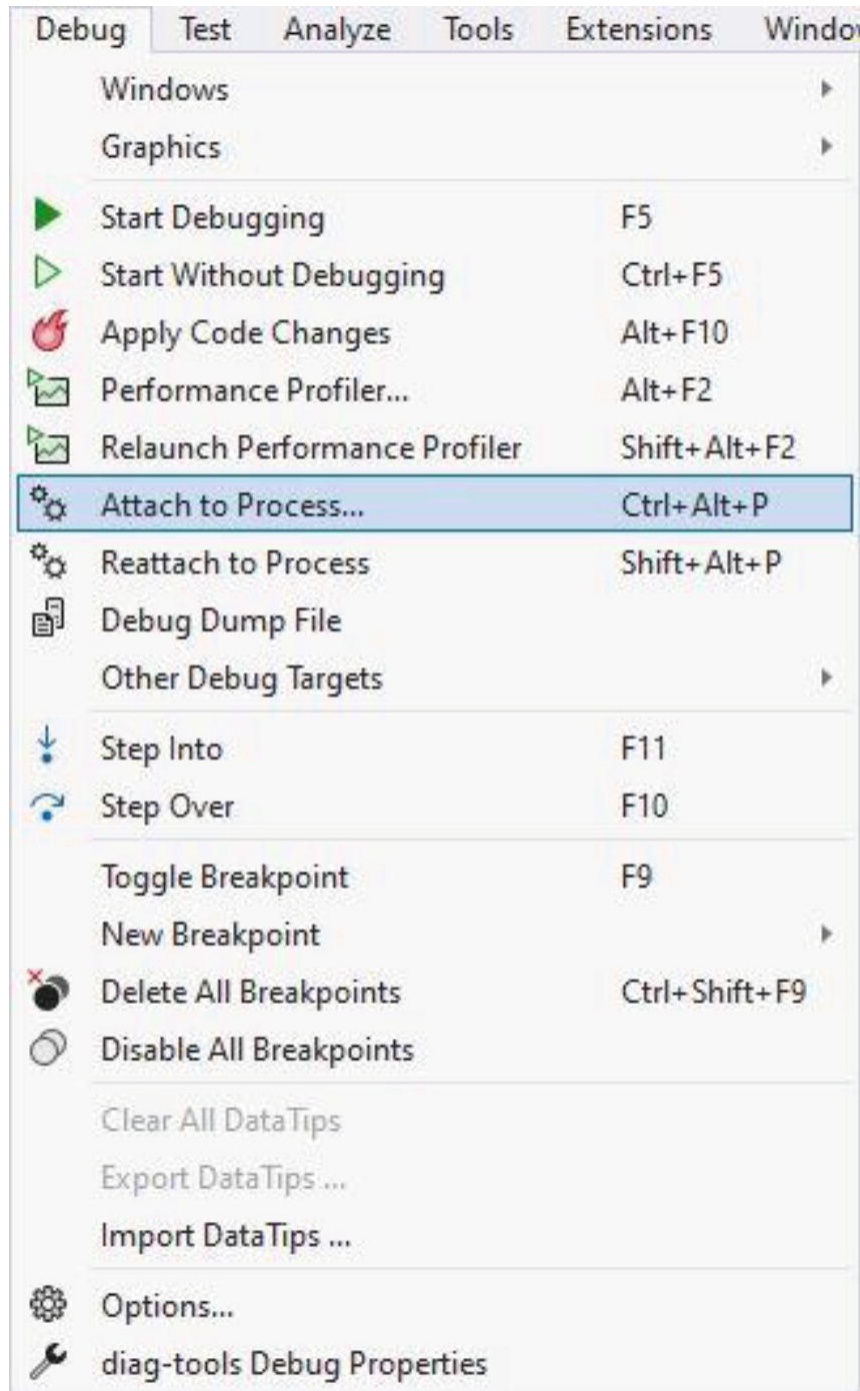 Debug Test Analyze Tools Extensions Windo
Windows
Graphics
Start Debugging F5
Start Without Debugging Ctrl+F5
Apply Code Changes Alt+F10
Performance Profiler... Alt+F2
Relaunch Performance Profiler Shift+Alt+F2
Attach to Process... Ctrl+Alt+P
Reattach to Process Shift+Alt+P
Debug Dump File
Other Debug Targets
Step Into F11
Step Over F10
Toggle Breakpoint F9
New Breakpoint
Delete All Breakpoints Ctrl+Shift+F9
Disable All Breakpoints
Clear All DataTips
Export DataTips ...
Import DataTips ...
Options...
diag-tools Debug Properties